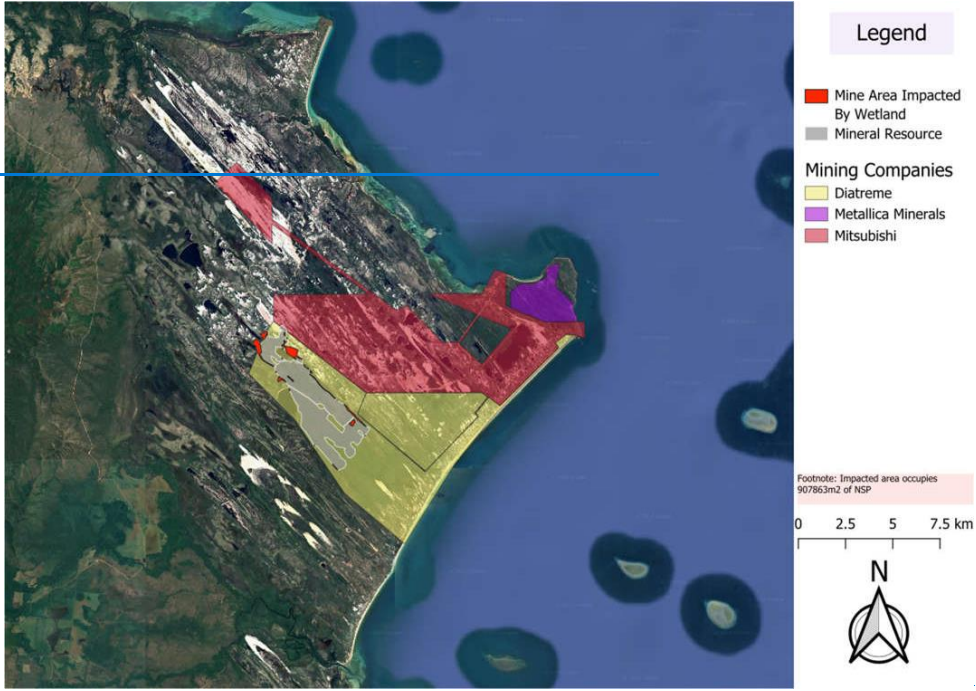 Legend
Mine Area Impacted
By Wetland
Mineral Resource
Mining Companies
Diatreme
Metallica Minerals
Mitsubishi
Footnote: Impacted area occupies
907863m2 of NSP
0 2.5 5 7.5 km
N